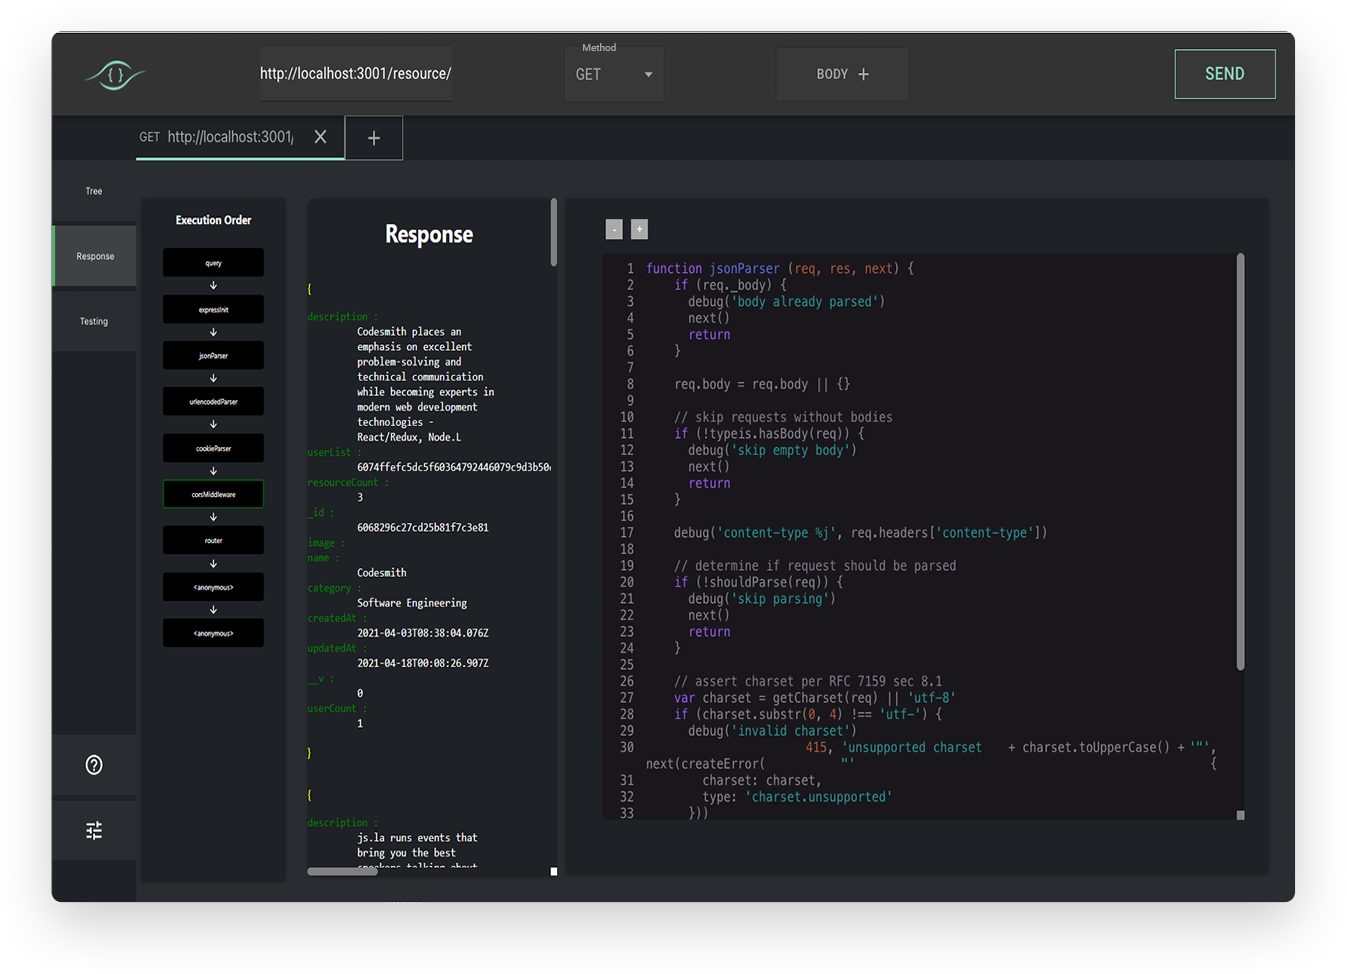 { }
http://localhost:3001/resource/
Method
GET
BODY +
SEND
GET http://localhost:3001/ X
+
Tree
Response
Testing
Execution Order
query
expressInit
jsonParser
urlencodedParser
cookieParser
corsMiddleware
router
<anonymous>
<anonymous>
Response
{
description :
Codesmith places an
emphasis on excellent
problem-solving and
technical communication
while becoming experts in
modern web development
technologies -
React/Redux, Node.L
userList :
6074ffefc5dc5f60364792446079c9d3b50
resourceCount :
3
_id :
6068296c27cd25b81f7c3e81
image :
name :
Codesmith
category :
Software Engineering
createdAt :
2021-04-03T08:38:04.076Z
updatedAt :
2021-04-18T00:08:26.907Z
__v :
0
userCount :
1
}
{
description :
js.la runs events that
bring you the best
speakers talking about
- +
1 function jsonParser (req, res, next) {
2 if (req._body) {
3 debug('body already parsed')
4 next()
5 return
6 }
7
8 req.body = req.body || {}
9
10 // skip requests without bodies
11 if (!typeis.hasBody(req)) {
12 debug('skip empty body')
13 next()
14 return
15 }
16
17 debug('content-type %j', req.headers['content-type'])
18
19 // determine if request should be parsed
20 if (!shouldParse(req)) {
21 debug('skip parsing')
22 next()
23 return
24 }
25
26 // assert charset per RFC 7159 sec 8.1
27 var charset = getCharset(req) || 'utf-8'
28 if (charset.substr(0, 4) !== 'utf-') {
29 debug('invalid charset')
30 415, 'unsupported charset + charset.toUpperCase() + '"',
next(createError( "' {
31 charset: charset,
32 type: 'charset.unsupported'
33 }))
?